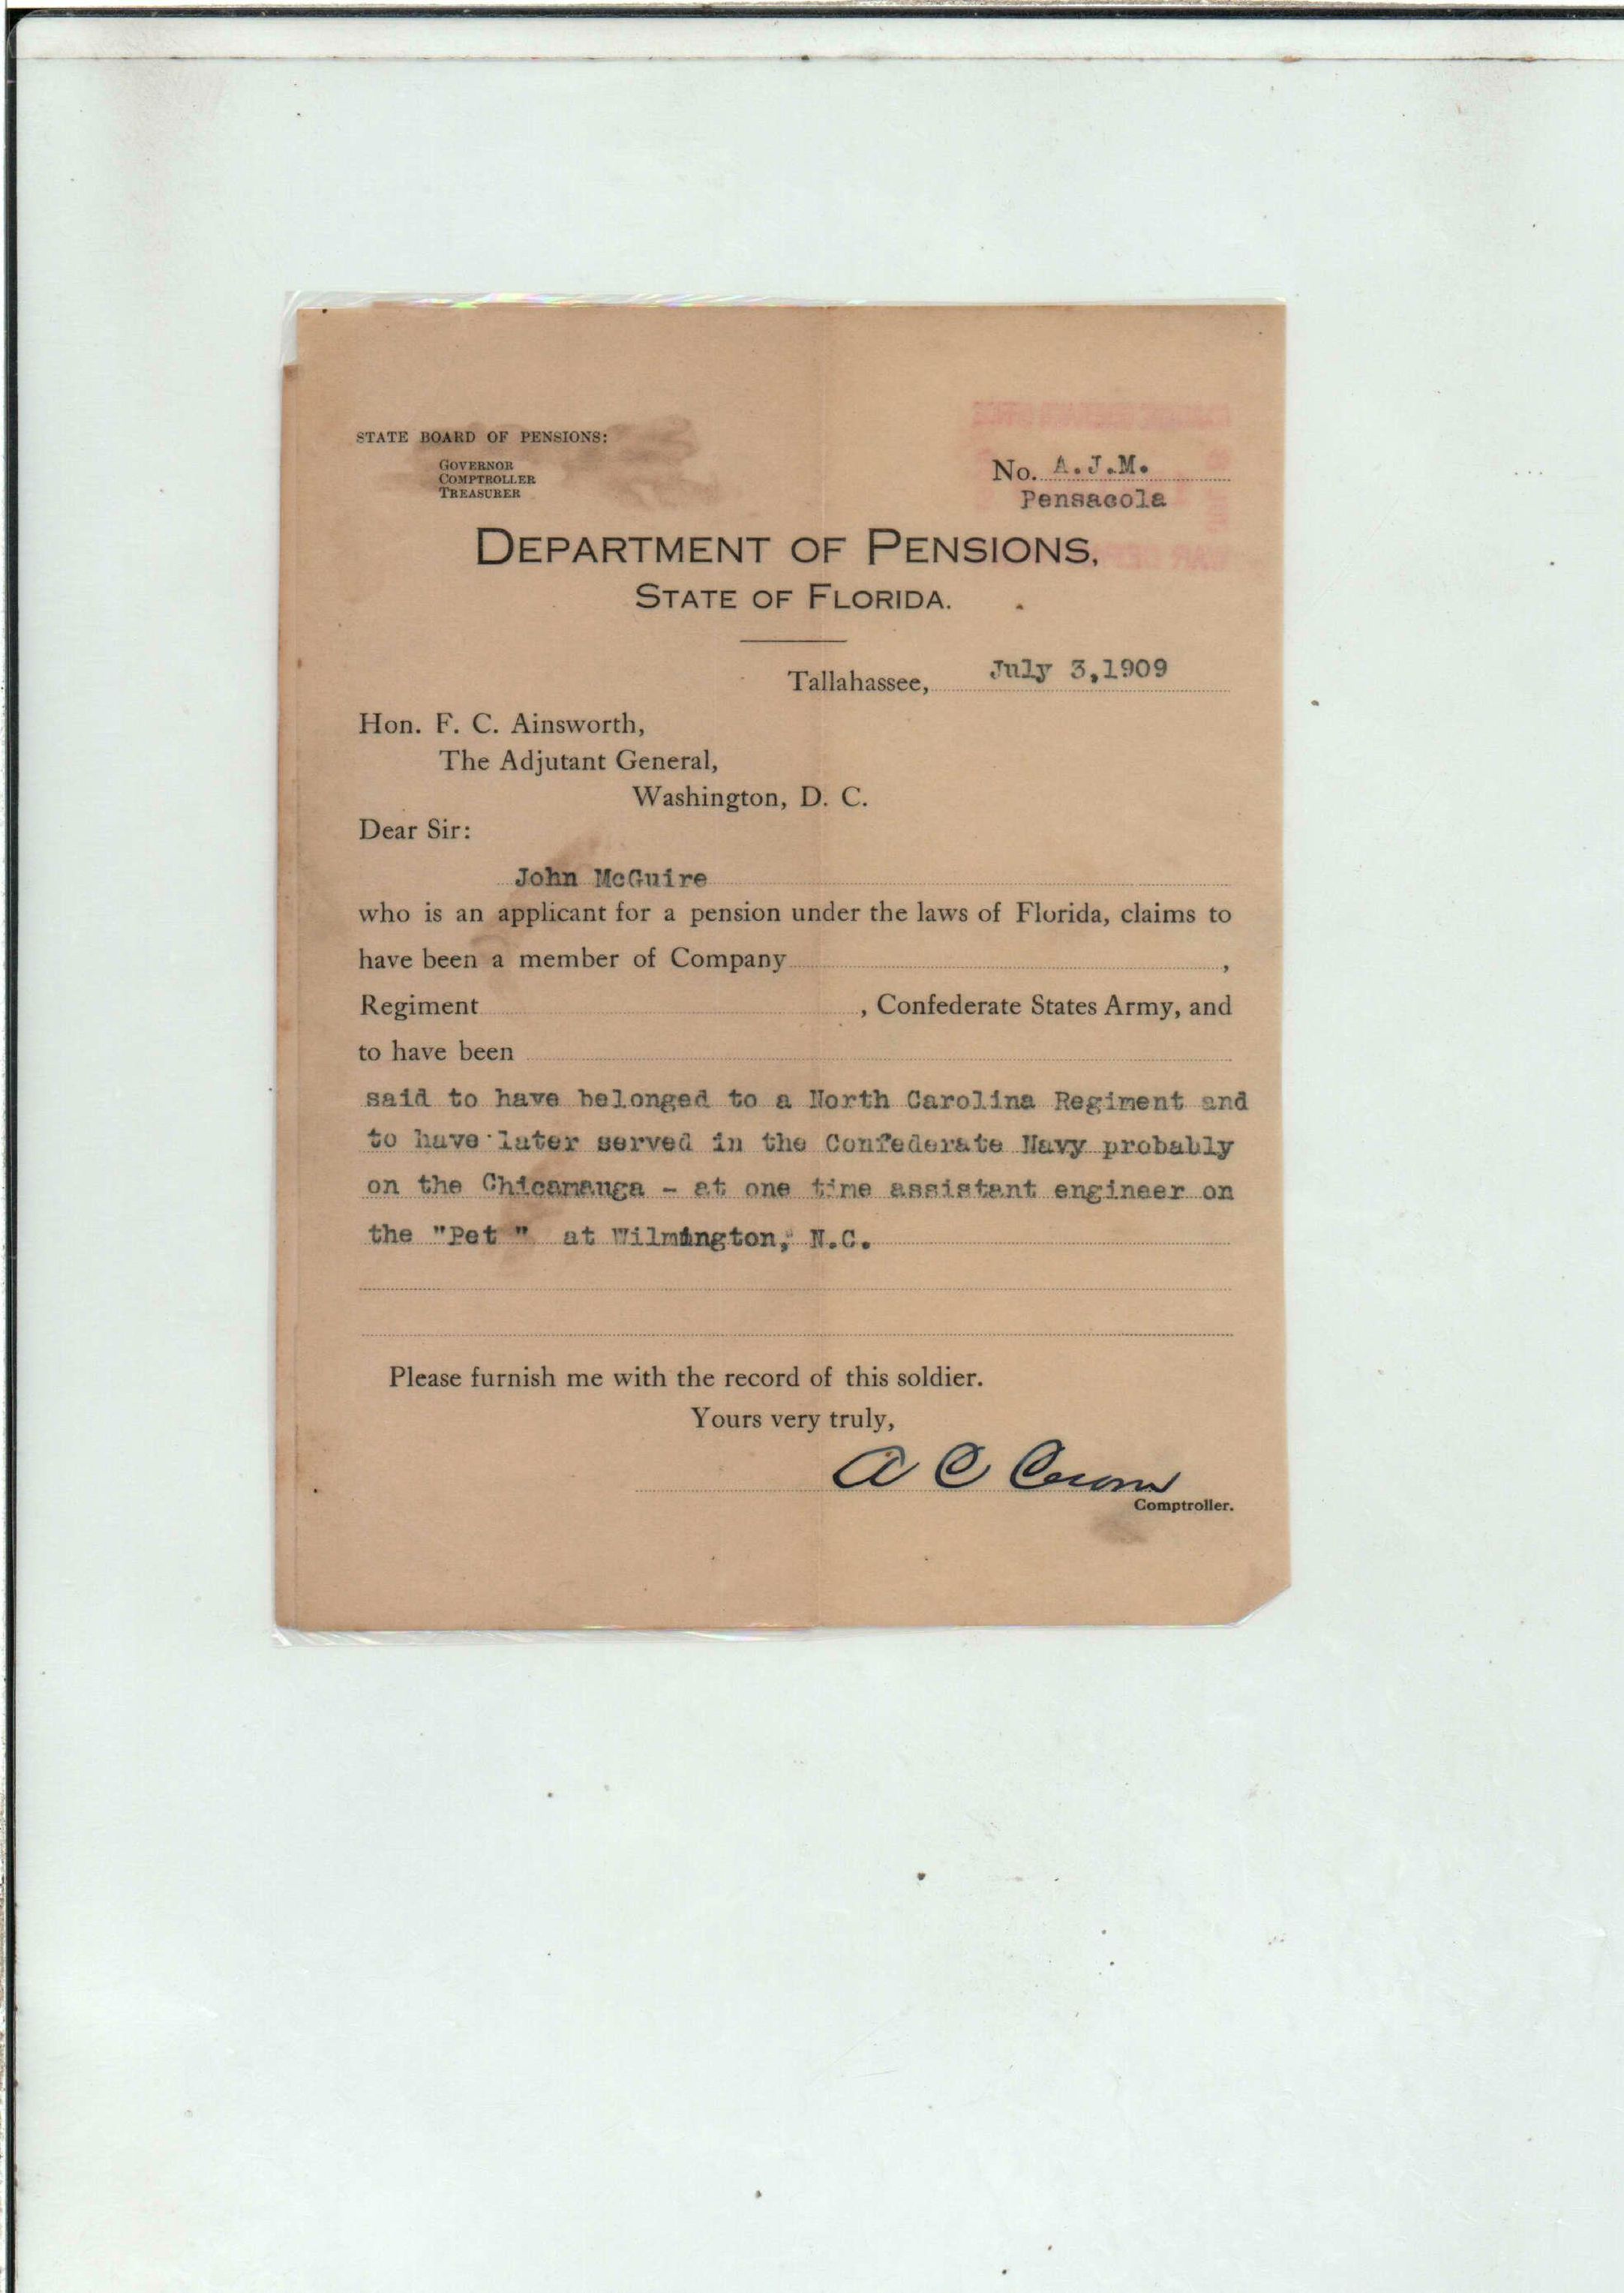 STATE BOARD OF PENSIONS:
GOVERNOR
COMPTROLLER
TREASURER
No. A.J.M.
Pensacola
DEPARTMENT OF PENSIONS,
STATE OF FLORIDA.
Tallahassee, July 3,1909
Hon. F. C. Ainsworth,
The Adjutant General,
Washington, D. C.
Dear Sir:
John McGuire
who is an applicant for a pension under the laws of Florida, claims to
have been a member of Company ,
Regiment , Confederate States Army, and
to have been
said to have belonged to a North Carolina Regiment and
to have later served in the Confederate Navy probably
on the Chicamauga - at one time assistant engineer on
the "Pet " at Wilmington, N.C.
Please furnish me with the record of this soldier.
Yours very truly,
A C Croom
Comptroller.